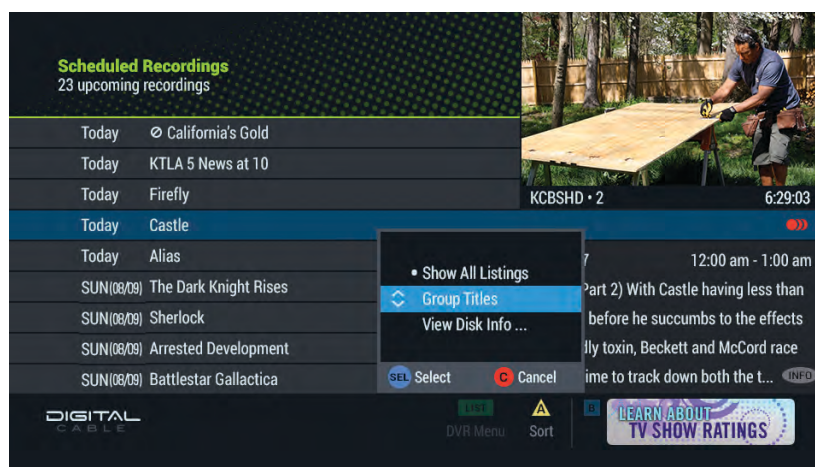 Scheduled Recordings
23 upcoming recordings
Today ⊘ California's Gold
Today KTLA 5 News at 10
Today Firefly
KCBSHD • 2 6:29:03
Today Castle
Today Alias
12:00 am - 1:00 am
SUN(08/09) The Dark Knight Rises
Part 2) With Castle having less than
SUN(08/09) Sherlock
before he succumbs to the effects
SUN(08/09) Arrested Development
toxin, Beckett and McCord race
SUN(08/09) Battlestar Gallactica
to track down both the t... INFO
• Show All Listings
Group Titles
View Disk Info ...
SEL Select C Cancel
DIGITAL
CABLE
LIST
DVR Menu
A
Sort
B
LEARN ABOUT
TV SHOW RATINGS